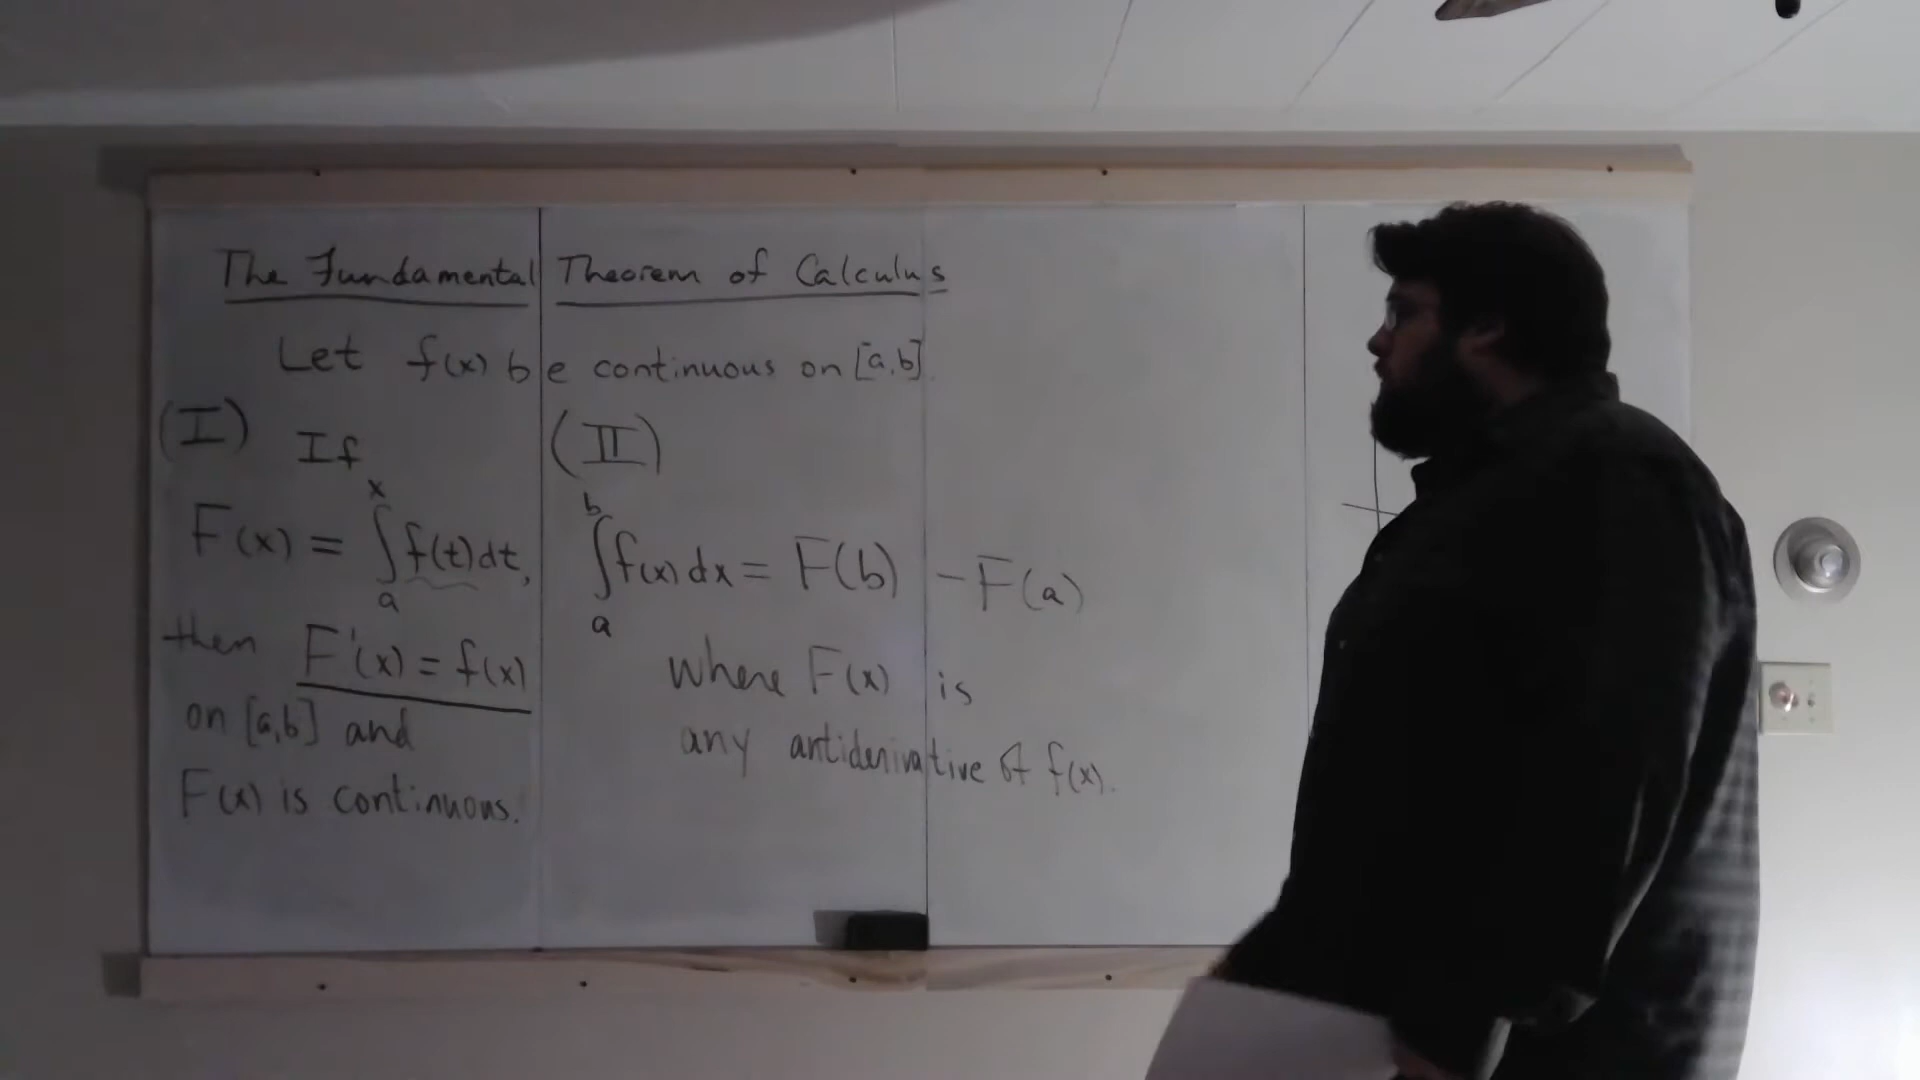 The Fundamental Theorem of Calculus
Let f(x) be continuous on [a,b].
(I) If
F(x) = ∫ₐˣ f(t)dt,
then F'(x) = f(x)
on [a,b] and
F(x) is continuous.
(II)
∫ₐᵇ f(x)dx = F(b) - F(a)
where F(x) is
any antiderivative of f(x).